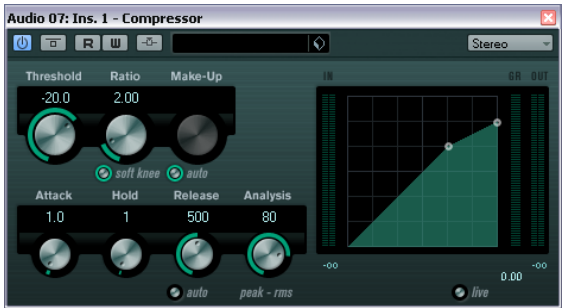 Audio 07: Ins. 1 - Compressor
R W Stereo
Threshold Ratio Make-Up IN GR OUT
-20.0 2.00
soft knee auto
Attack Hold Release Analysis
1.0 1 500 80
-oo -oo
0.00
auto peak - rms live